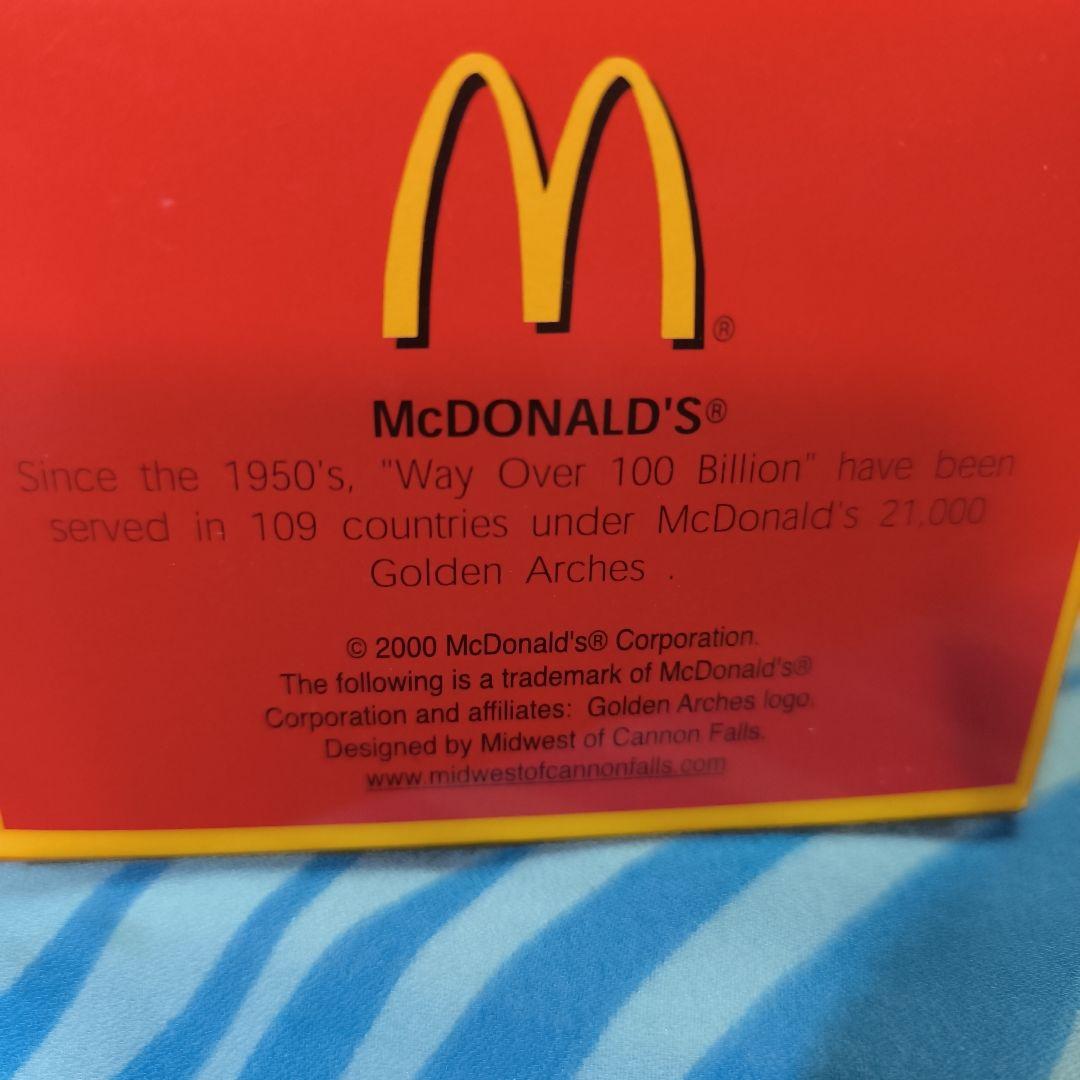 M®
McDONALD'S®
Since the 1950's, "Way Over 100 Billion" have been
served in 109 countries under McDonald's 21,000
Golden Arches .
© 2000 McDonald's® Corporation.
The following is a trademark of McDonald's®
Corporation and affiliates: Golden Arches logo.
Designed by Midwest of Cannon Falls.
www.midwestofcannonfalls.com